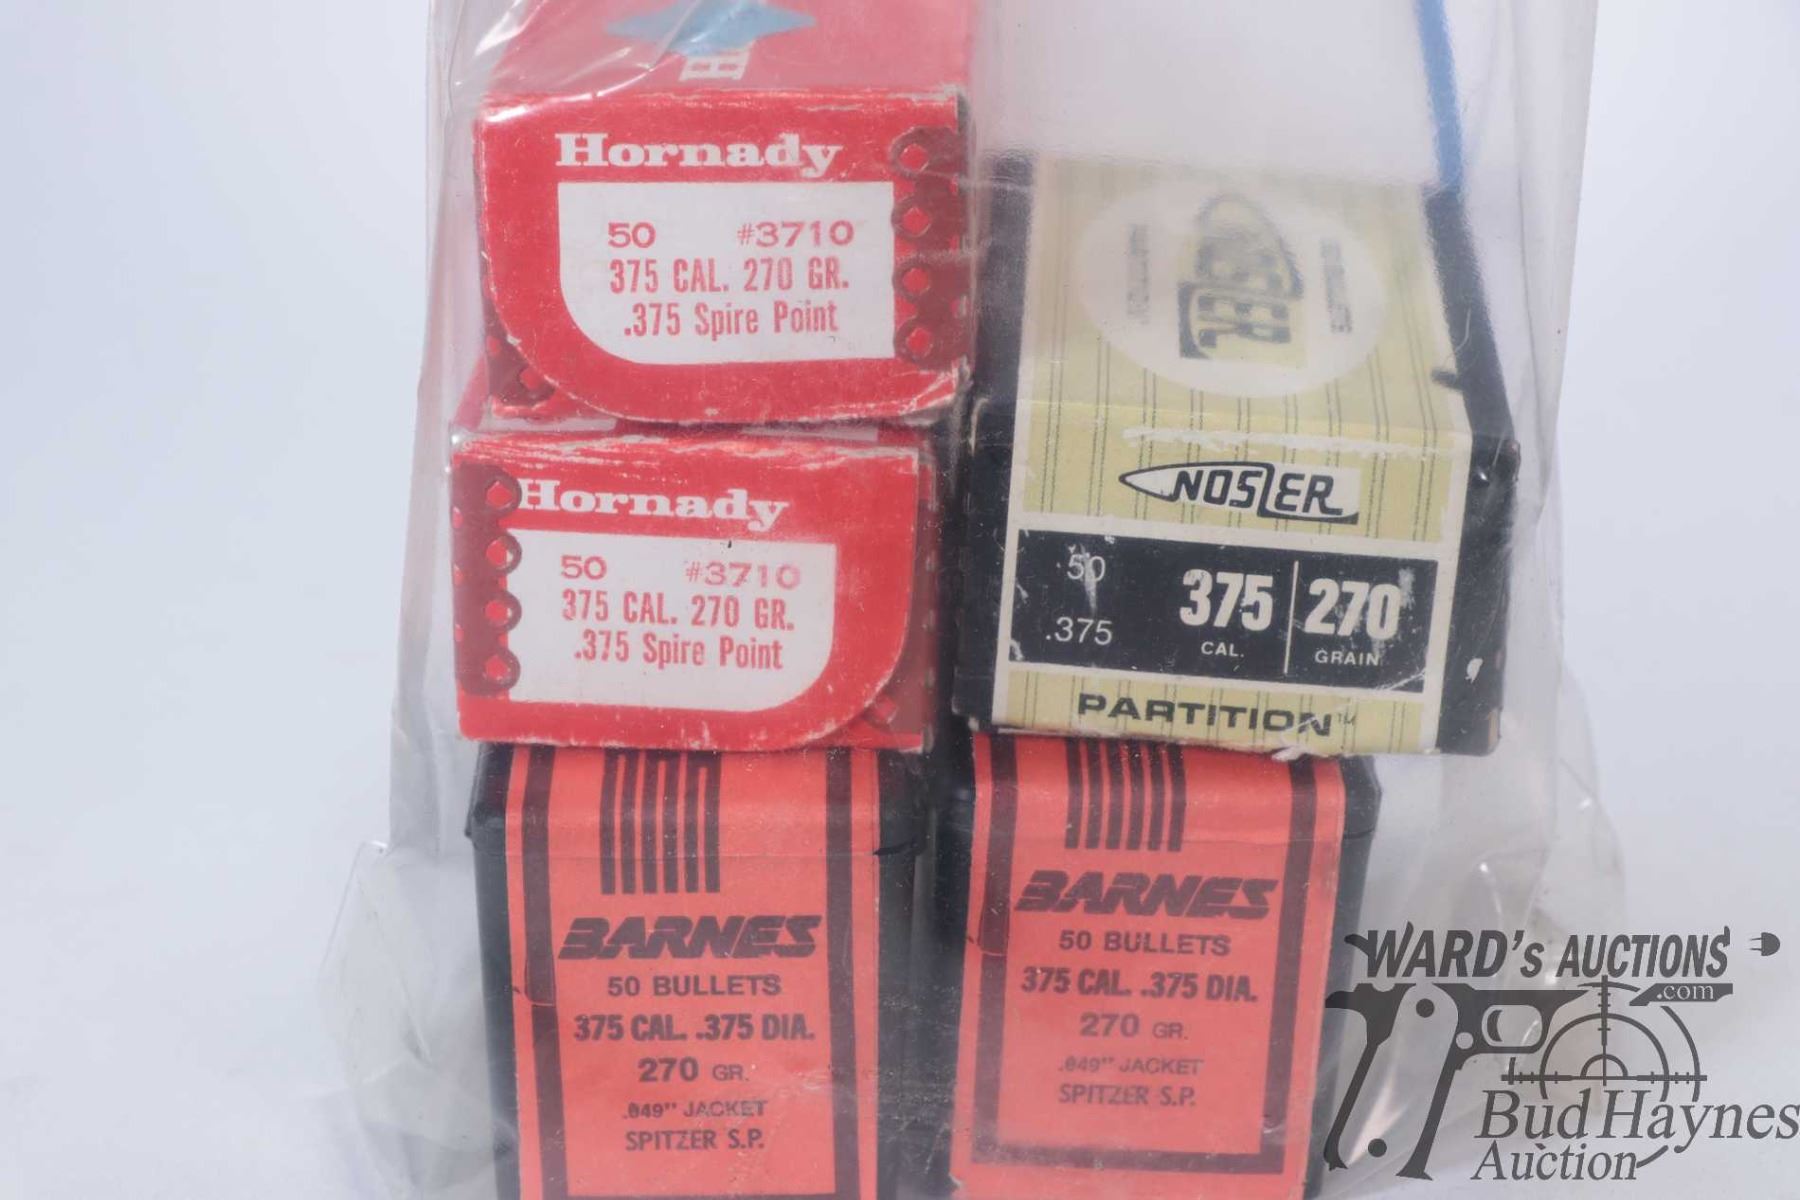 Hornady
50 #3710
375 CAL. 270 GR.
.375 Spire Point
Hornady
50 #3710
375 CAL. 270 GR.
.375 Spire Point
NOSLER
NOSLER
50 375 270
.375 CAL. GRAIN
PARTITION™
BARNES
50 BULLETS
375 CAL. .375 DIA.
270 GR.
.049" JACKET
SPITZER S.P.
BARNES
50 BULLETS
375 CAL. .375 DIA.
270 GR.
.049" JACKET
SPITZER S.P.
WARD's AUCTIONS
.com
Bud Haynes
Auction